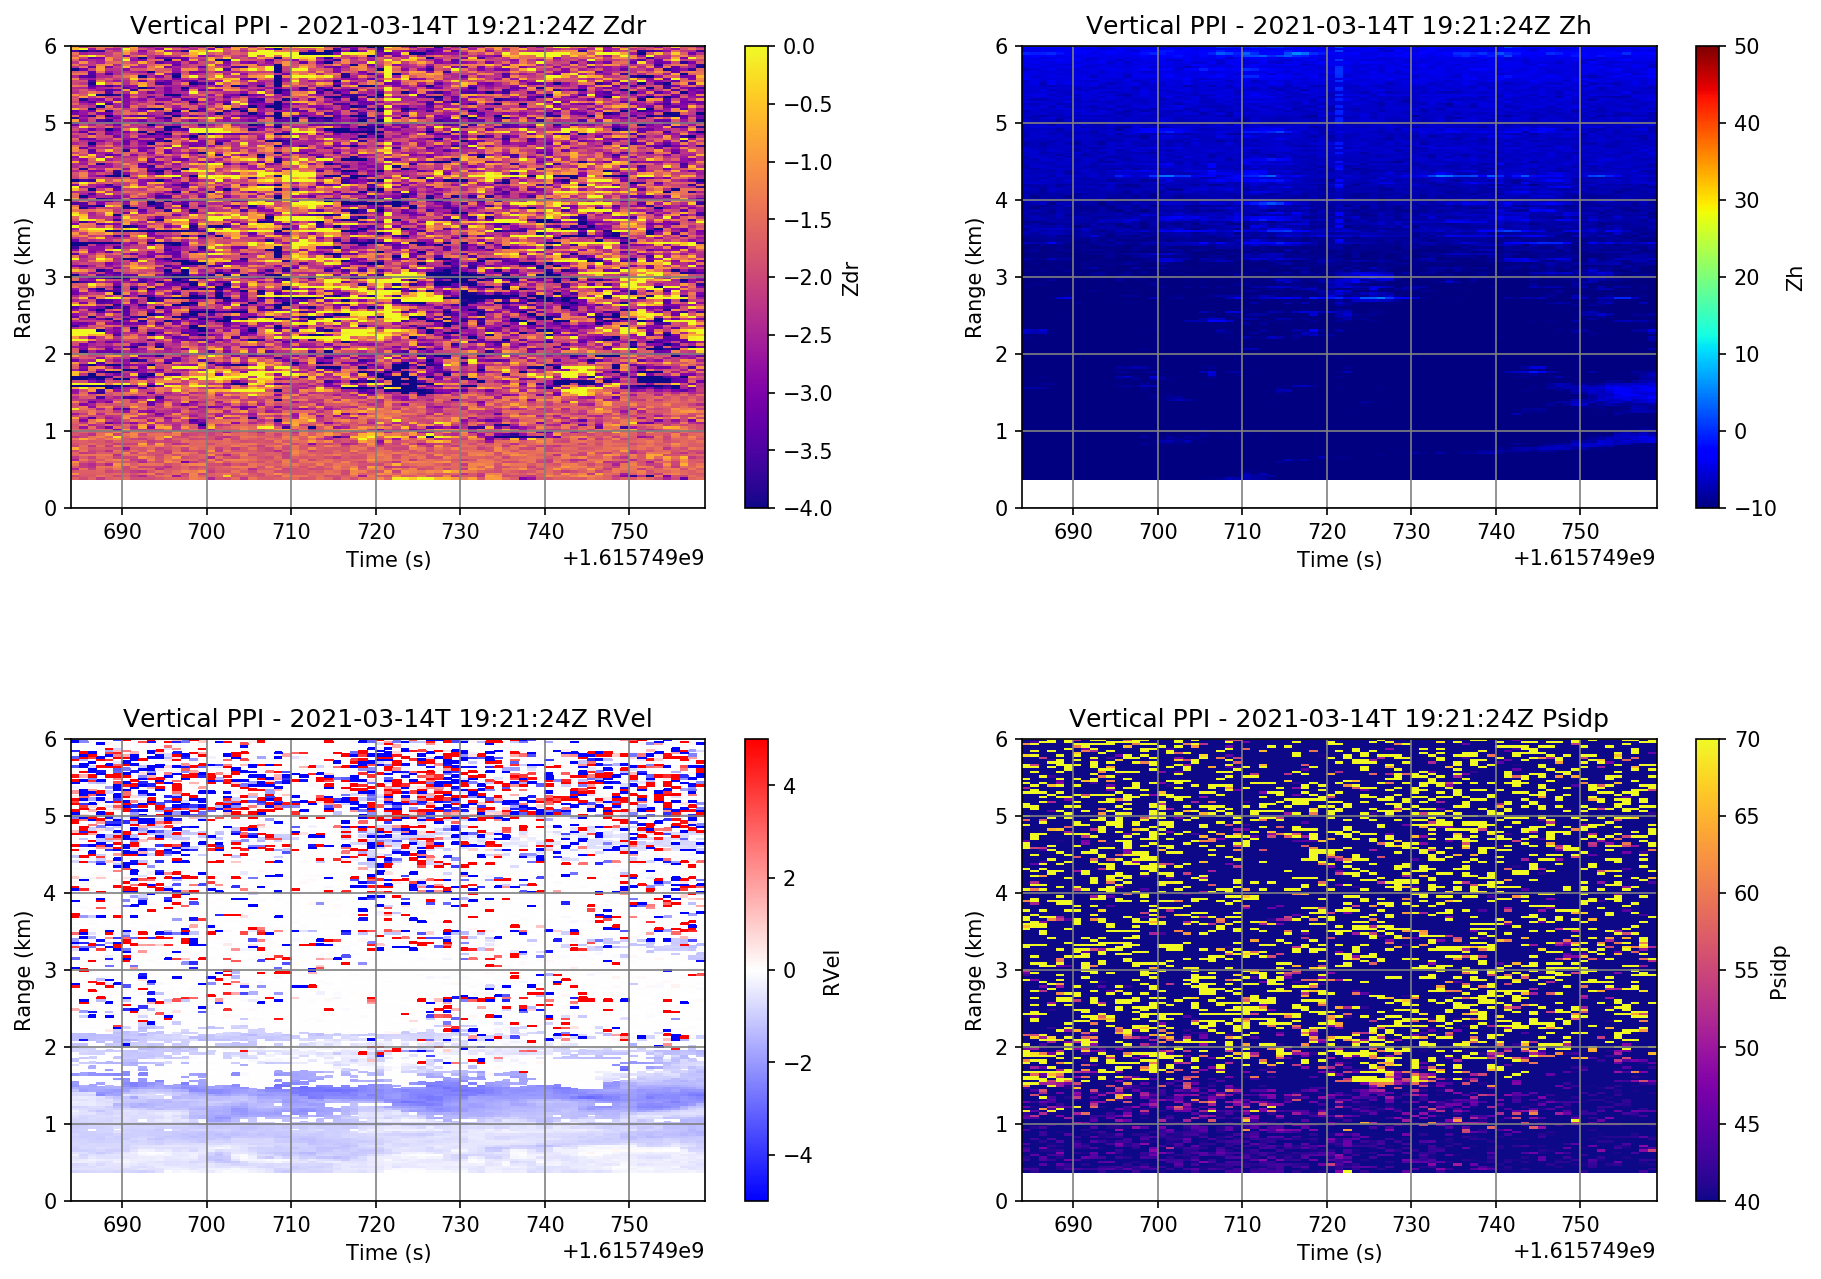 Vertical PPI - 2021-03-14T 19:21:24Z Zdr
6
5
4
3
2
1
0
Range (km)
690 700 710 720 730 740 750
Time (s)
+1.615749e9
0.0
−0.5
−1.0
−1.5
−2.0
−2.5
−3.0
−3.5
−4.0
Zdr
Vertical PPI - 2021-03-14T 19:21:24Z Zh
6
5
4
3
2
1
0
Range (km)
690 700 710 720 730 740 750
Time (s)
+1.615749e9
50
40
30
20
10
0
−10
Zh
Vertical PPI - 2021-03-14T 19:21:24Z RVel
6
5
4
3
2
1
0
Range (km)
690 700 710 720 730 740 750
Time (s)
+1.615749e9
4
2
0
−2
−4
RVel
Vertical PPI - 2021-03-14T 19:21:24Z Psidp
6
5
4
3
2
1
0
Range (km)
690 700 710 720 730 740 750
Time (s)
+1.615749e9
70
65
60
55
50
45
40
Psidp